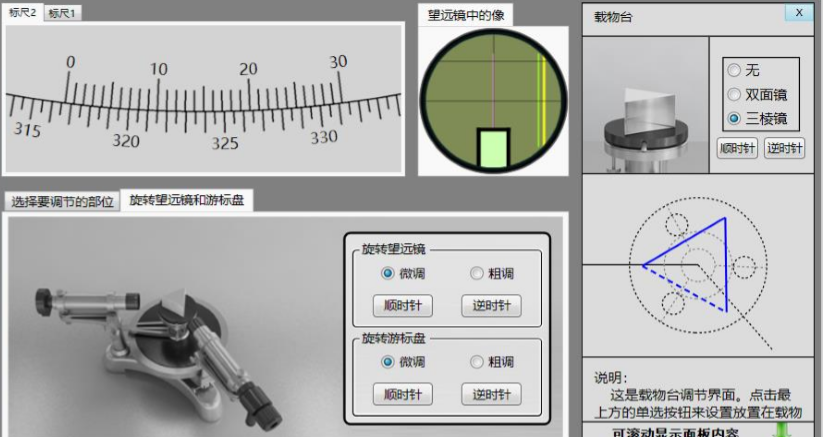 标尺2 标尺1
0 10 20 30
315 320 325 330
望远镜中的像
载物台 X
无
双面镜
三棱镜
顺时针 逆时针
选择要调节的部位 旋转望远镜和游标盘
旋转望远镜
微调 粗调
顺时针 逆时针
旋转游标盘
微调 粗调
顺时针 逆时针
说明：
这是载物台调节界面。点击最
上方的单选按钮来设置放置在载物
可滚动显示面板内容